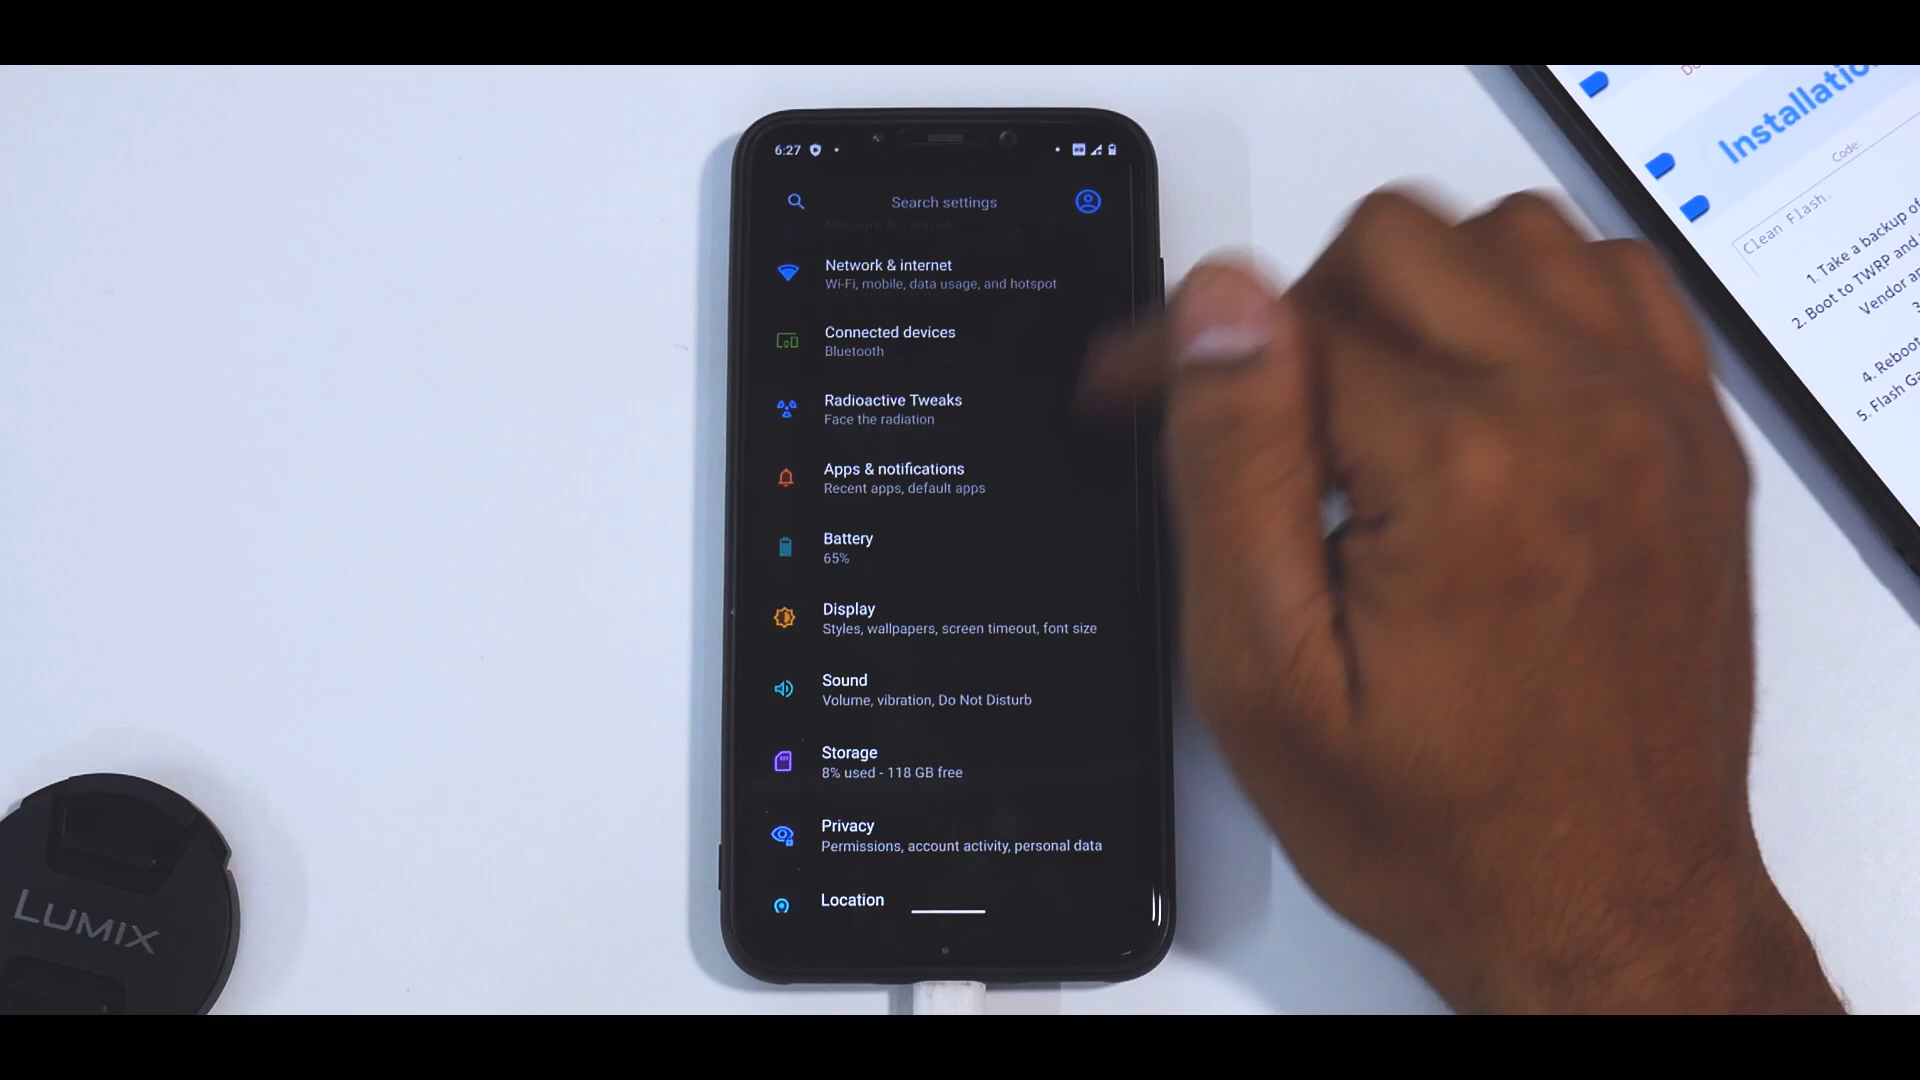 6:27
Search settings
Network & internet
Network & internet
Wi-Fi, mobile, data usage, and hotspot
Connected devices
Bluetooth
Radioactive Tweaks
Face the radiation
Apps & notifications
Recent apps, default apps
Battery
65%
Display
Styles, wallpapers, screen timeout, font size
Sound
Volume, vibration, Do Not Disturb
Storage
8% used - 118 GB free
Privacy
Permissions, account activity, personal data
Location
LUMIX
Code:
Clean Flash.
1. Take a backup of
2. Boot to TWRP and
Vendor
4. Reboot
5. Flash